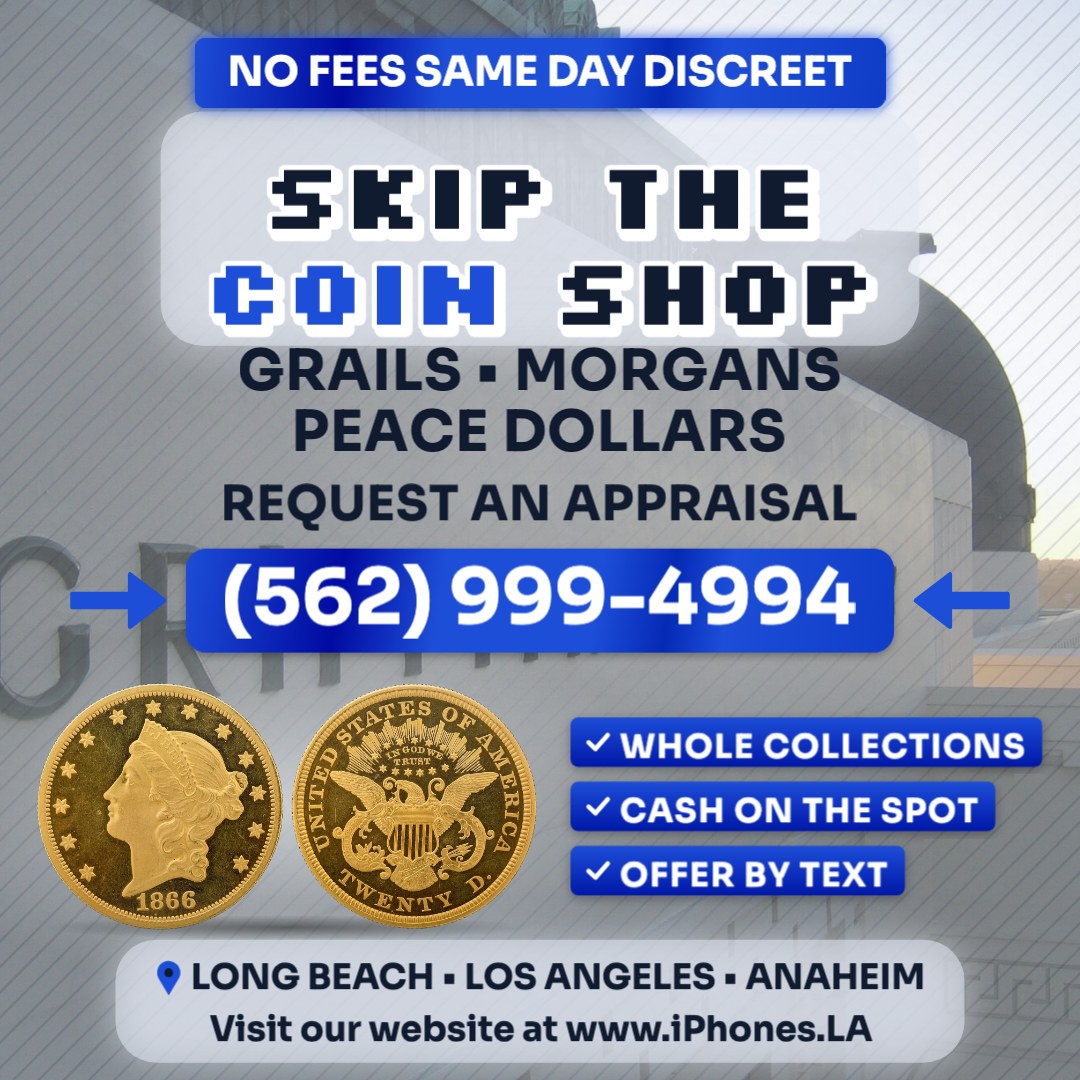 NO FEES SAME DAY DISCREET
SKIP THE
COIN SHOP
GRAILS ▪ MORGANS
PEACE DOLLARS
REQUEST AN APPRAISAL
(562) 999-4994
UNITED STATES OF AMERICA
IN GOD WE
TRUST
TWENTY D.
1866
✓ WHOLE COLLECTIONS
✓ CASH ON THE SPOT
✓ OFFER BY TEXT
LONG BEACH ▪ LOS ANGELES ▪ ANAHEIM
Visit our website at www.iPhones.LA